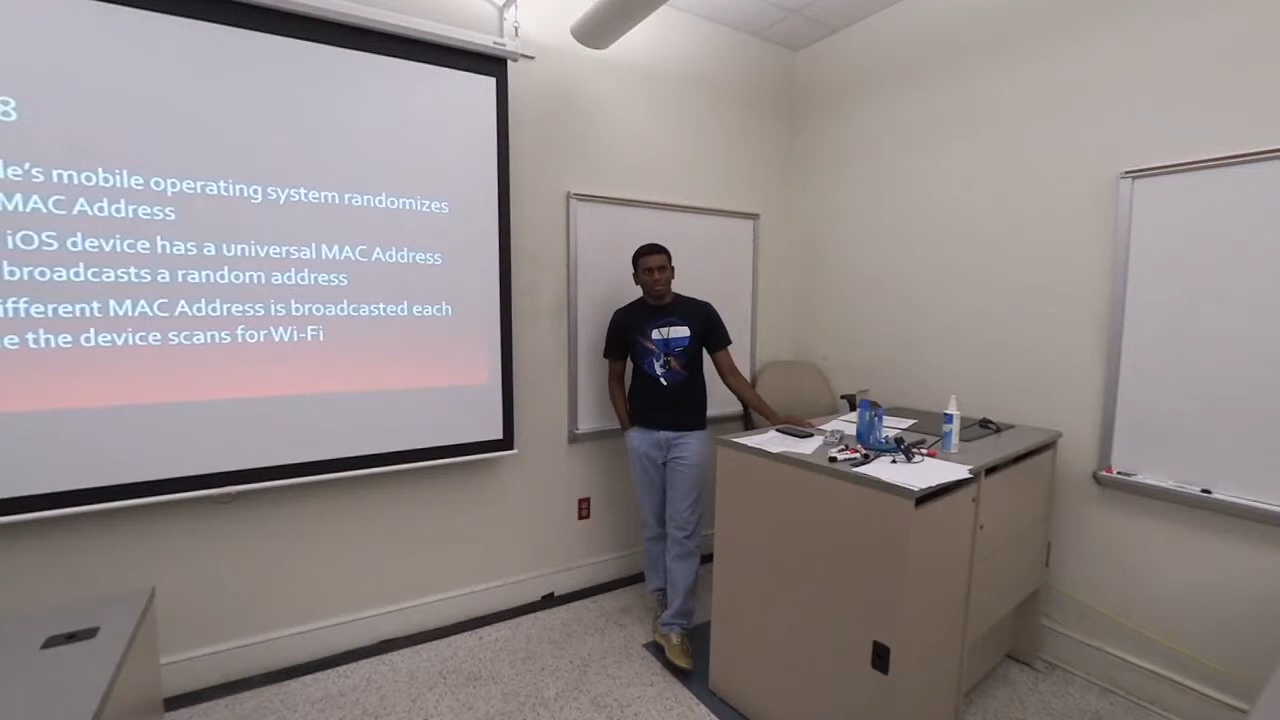 8
le's mobile operating system randomizes
MAC Address
iOS device has a universal MAC Address
broadcasts a random address
ifferent MAC Address is broadcasted each
e the device scans for Wi-Fi